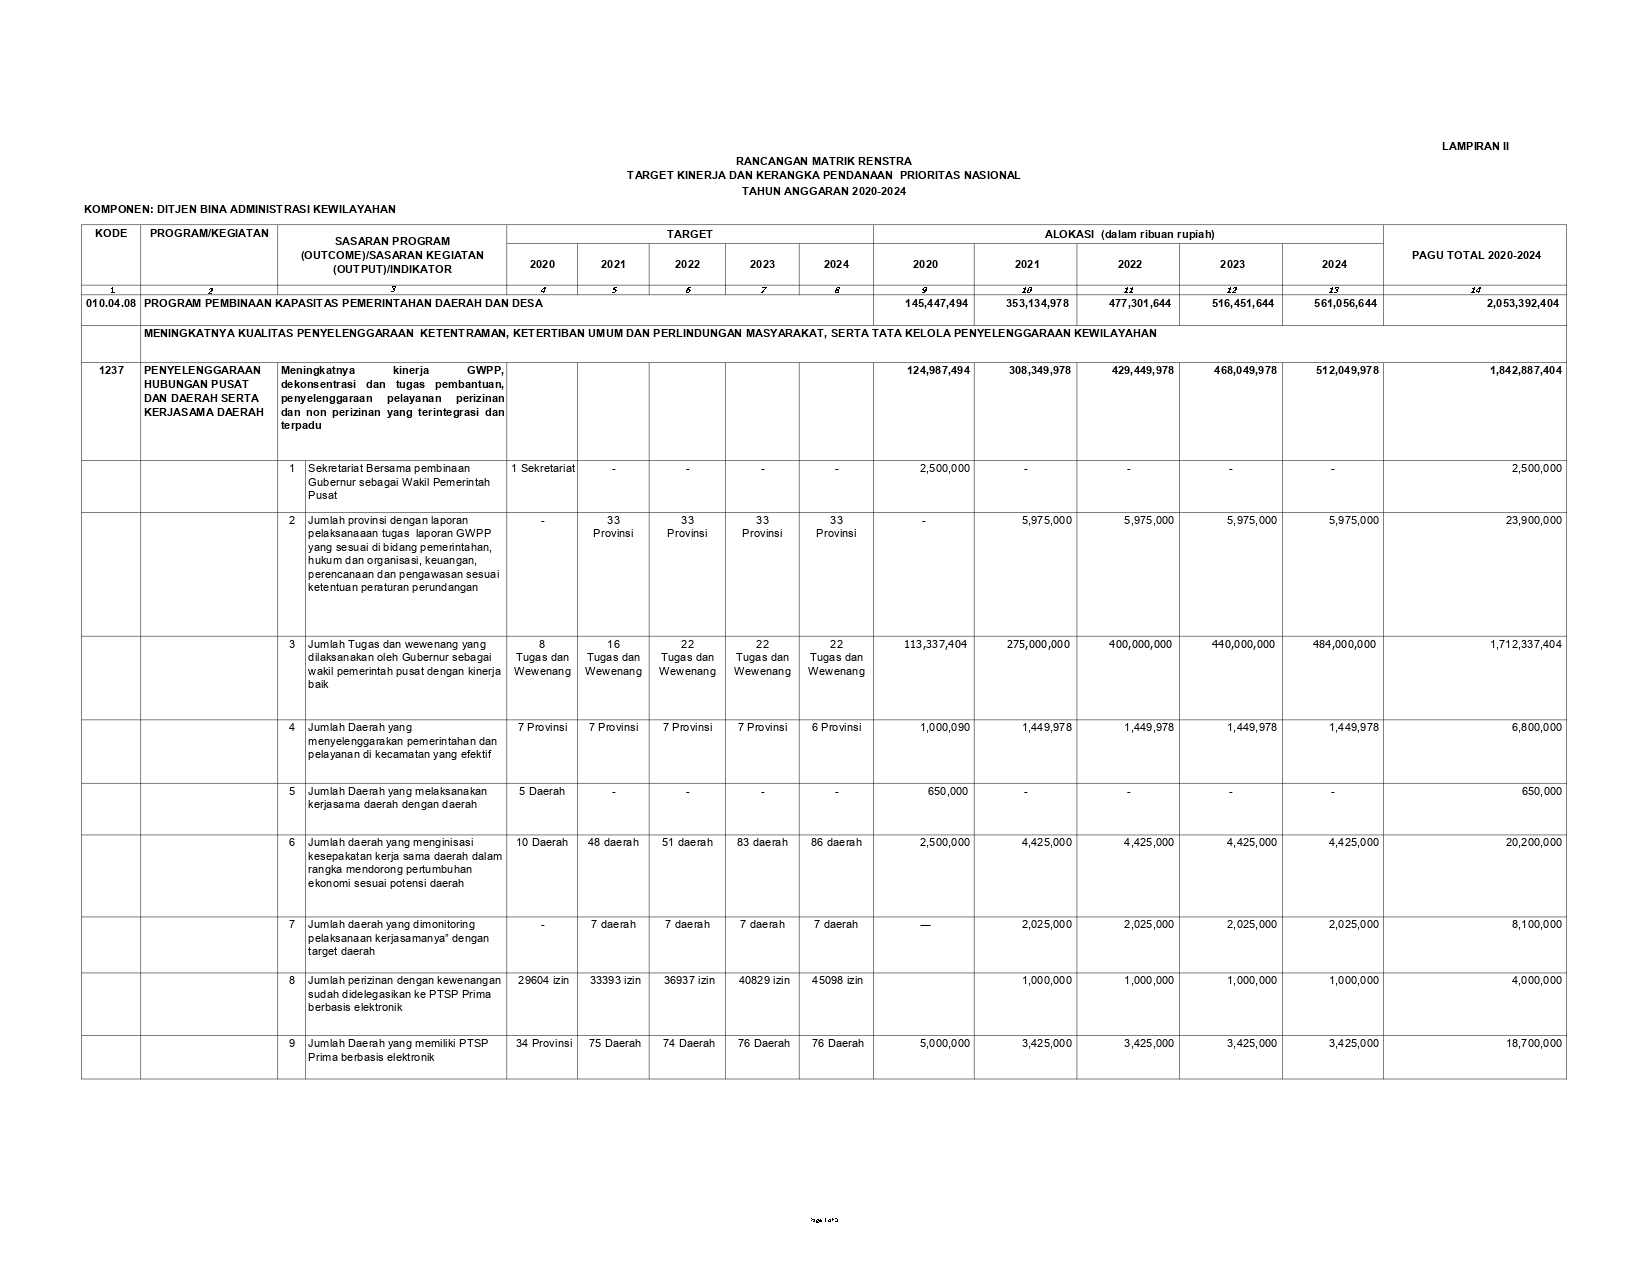 LAMPIRAN II
RANCANGAN MATRIK RENSTRA
TARGET KINERJA DAN KERANGKA PENDANAAN PRIORITAS NASIONAL
TAHUN ANGGARAN 2020-2024
KOMPONEN: DITJEN BINA ADMINISTRASI KEWILAYAHAN
KODE PROGRAM/KEGIATAN SASARAN PROGRAM (OUTCOME)/SASARAN KEGIATAN (OUTPUT)/INDIKATOR TARGET ALOKASI (dalam ribuan rupiah) PAGU TOTAL 2020-2024
2020 2021 2022 2023 2024 2020 2021 2022 2023 2024
1 2 3 4 5 6 7 8 9 10 11 12 13 14
010.04.08 PROGRAM PEMBINAAN KAPASITAS PEMERINTAHAN DAERAH DAN DESA 145,447,494 353,134,978 477,301,644 516,451,644 561,056,644 2,053,392,404
MENINGKATNYA KUALITAS PENYELENGGARAAN KETENTRAMAN, KETERTIBAN UMUM DAN PERLINDUNGAN MASYARAKAT, SERTA TATA KELOLA PENYELENGGARAAN KEWILAYAHAN
1237 PENYELENGGARAAN Meningkatnya kinerja GWPP, 124,987,494 308,349,978 429,449,978 468,049,978 512,049,978 1,842,887,404
HUBUNGAN PUSAT dekonsentrasi dan tugas pembantuan,
DAN DAERAH SERTA penyelenggaraan pelayanan perizinan
KERJASAMA DAERAH dan non perizinan yang terintegrasi dan
terpadu
1 Sekretariat Bersama pembinaan 1 Sekretariat - - - - 2,500,000 - - - - 2,500,000
Gubernur sebagai Wakil Pemerintah
Pusat
2 Jumlah provinsi dengan laporan - 33 33 33 33 - 5,975,000 5,975,000 5,975,000 5,975,000 23,900,000
pelaksanaaan tugas laporan GWPP Provinsi Provinsi Provinsi Provinsi
yang sesuai di bidang pemerintahan,
hukum dan organisasi, keuangan,
perencanaan dan pengawasan sesuai
ketentuan peraturan perundangan
3 Jumlah Tugas dan wewenang yang 8 16 22 22 22 113,337,404 275,000,000 400,000,000 440,000,000 484,000,000 1,712,337,404
dilaksanakan oleh Gubernur sebagai Tugas dan Tugas dan Tugas dan Tugas dan Tugas dan
wakil pemerintah pusat dengan kinerja Wewenang Wewenang Wewenang Wewenang Wewenang
baik
4 Jumlah Daerah yang 7 Provinsi 7 Provinsi 7 Provinsi 7 Provinsi 6 Provinsi 1,000,090 1,449,978 1,449,978 1,449,978 1,449,978 6,800,000
menyelenggarakan pemerintahan dan
pelayanan di kecamatan yang efektif
5 Jumlah Daerah yang melaksanakan 5 Daerah - - - - 650,000 - - - - 650,000
kerjasama daerah dengan daerah
6 Jumlah daerah yang menginisasi 10 Daerah 48 daerah 51 daerah 83 daerah 86 daerah 2,500,000 4,425,000 4,425,000 4,425,000 4,425,000 20,200,000
kesepakatan kerja sama daerah dalam
rangka mendorong pertumbuhan
ekonomi sesuai potensi daerah
7 Jumlah daerah yang dimonitoring - 7 daerah 7 daerah 7 daerah 7 daerah — 2,025,000 2,025,000 2,025,000 2,025,000 8,100,000
pelaksanaan kerjasamanya” dengan
target daerah
8 Jumlah perizinan dengan kewenangan 29604 izin 33393 izin 36937 izin 40829 izin 45098 izin 1,000,000 1,000,000 1,000,000 1,000,000 4,000,000
sudah didelegasikan ke PTSP Prima
berbasis elektronik
9 Jumlah Daerah yang memiliki PTSP 34 Provinsi 75 Daerah 74 Daerah 76 Daerah 76 Daerah 5,000,000 3,425,000 3,425,000 3,425,000 3,425,000 18,700,000
Prima berbasis elektronik